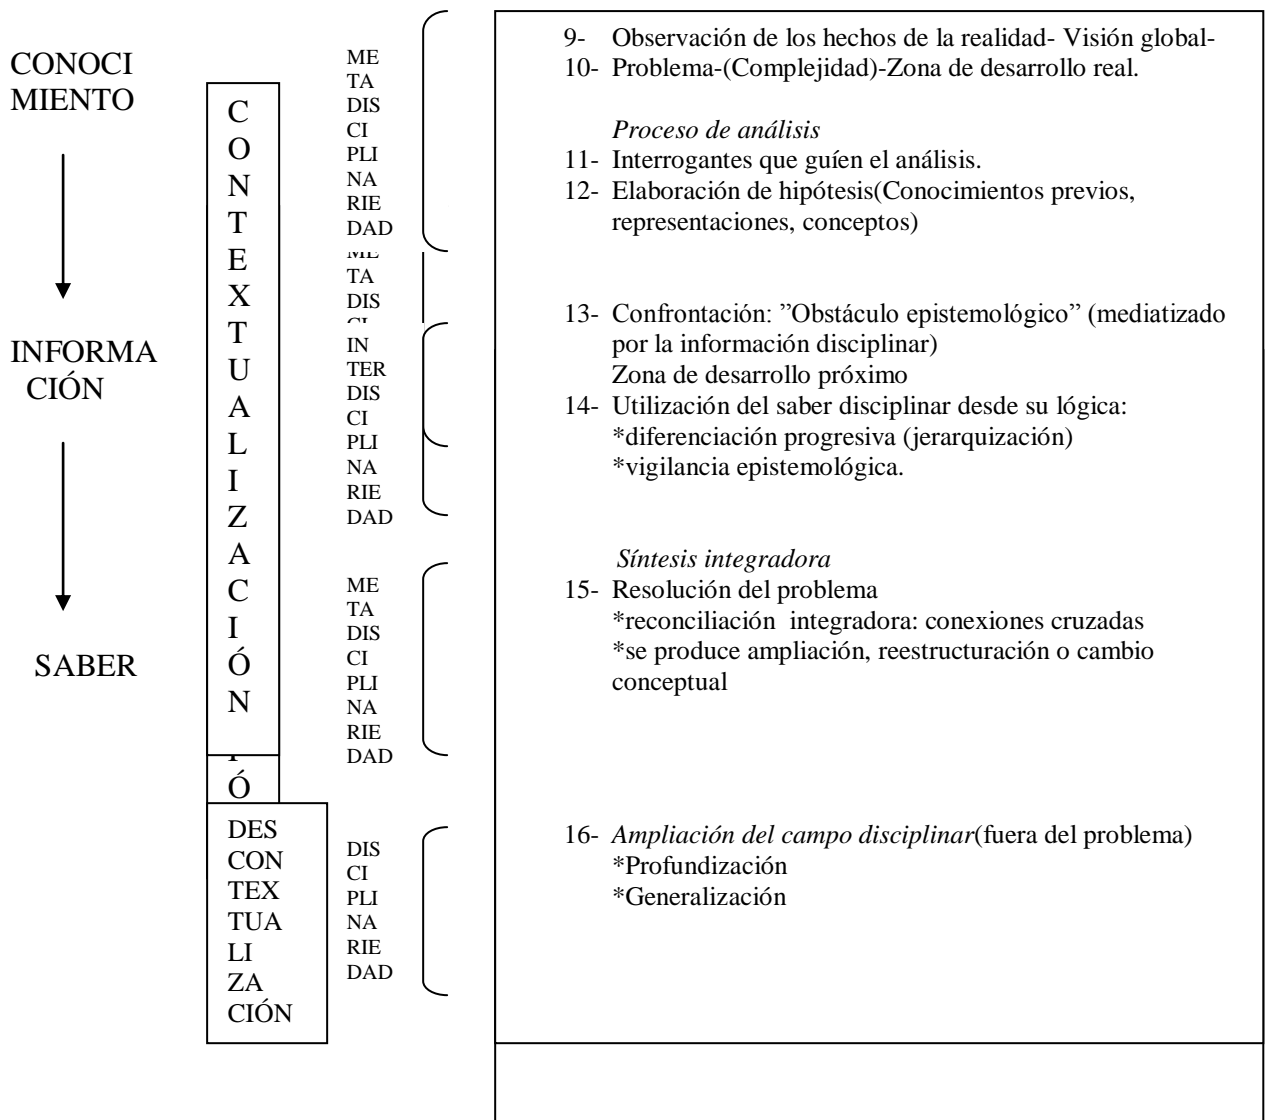 CONOCI
MIENTO
INFORMA
CIÓN
SABER
C
O
N
T
E
X
T
U
A
L
I
Z
A
C
I
Ó
N
Ó
DES
CON
TEX
TUA
LI
ZA
CIÓN
ME
TA
DIS
CI
PLI
NA
RIE
DAD
TA
DIS
IN
TER
DIS
CI
PLI
NA
RIE
DAD
ME
TA
DIS
CI
PLI
NA
RIE
DAD
DIS
CI
PLI
NA
RIE
DAD
9- Observación de los hechos de la realidad- Visión global-
10- Problema-(Complejidad)-Zona de desarrollo real.
Proceso de análisis
11- Interrogantes que guíen el análisis.
12- Elaboración de hipótesis(Conocimientos previos,
representaciones, conceptos)
13- Confrontación: ”Obstáculo epistemológico” (mediatizado
por la información disciplinar)
Zona de desarrollo próximo
14- Utilización del saber disciplinar desde su lógica:
*diferenciación progresiva (jerarquización)
*vigilancia epistemológica.
Síntesis integradora
15- Resolución del problema
*reconciliación integradora: conexiones cruzadas
*se produce ampliación, reestructuración o cambio
conceptual
16- Ampliación del campo disciplinar(fuera del problema)
*Profundización
*Generalización